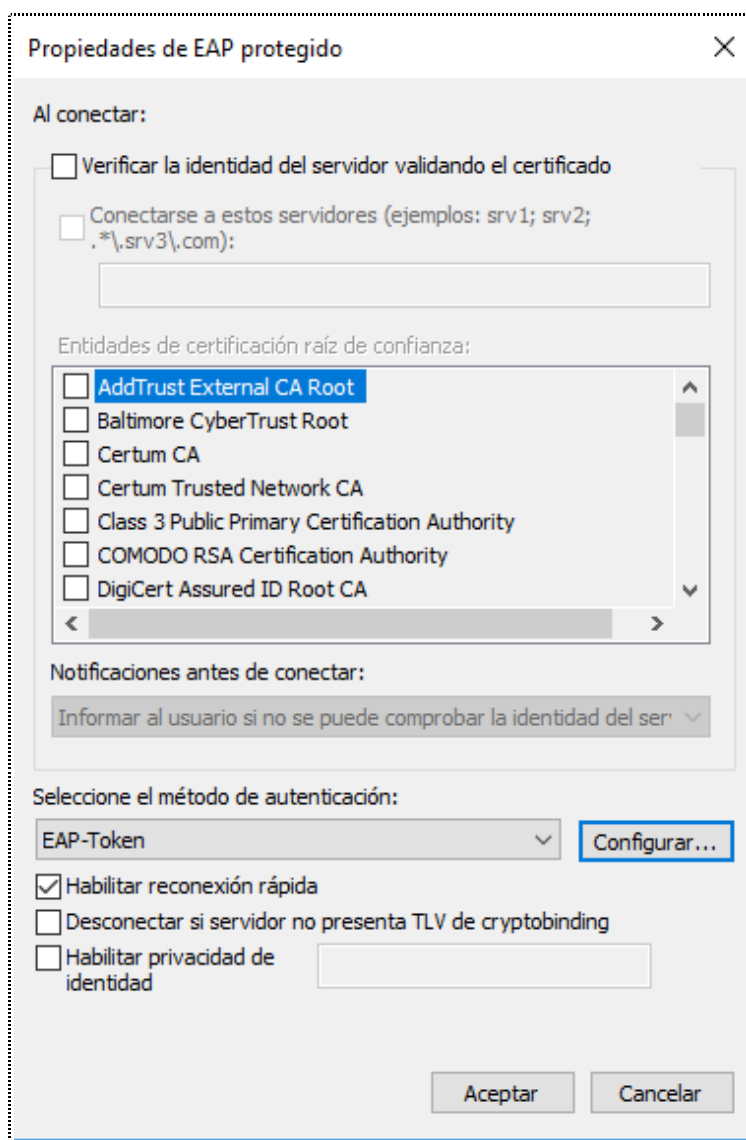 Propiedades de EAP protegido
Al conectar:
Verificar la identidad del servidor validando el certificado
Conectarse a estos servidores (ejemplos: srv1; srv2;
.*\.srv3\.com):
Entidades de certificación raíz de confianza:
AddTrust External CA Root
Baltimore CyberTrust Root
Certum CA
Certum Trusted Network CA
Class 3 Public Primary Certification Authority
COMODO RSA Certification Authority
DigiCert Assured ID Root CA
Notificaciones antes de conectar:
Informar al usuario si no se puede comprobar la identidad del ser
Seleccione el método de autenticación:
EAP-Token
Configurar...
Habilitar reconexión rápida
Desconectar si servidor no presenta TLV de cryptobinding
Habilitar privacidad de
identidad
Aceptar Cancelar